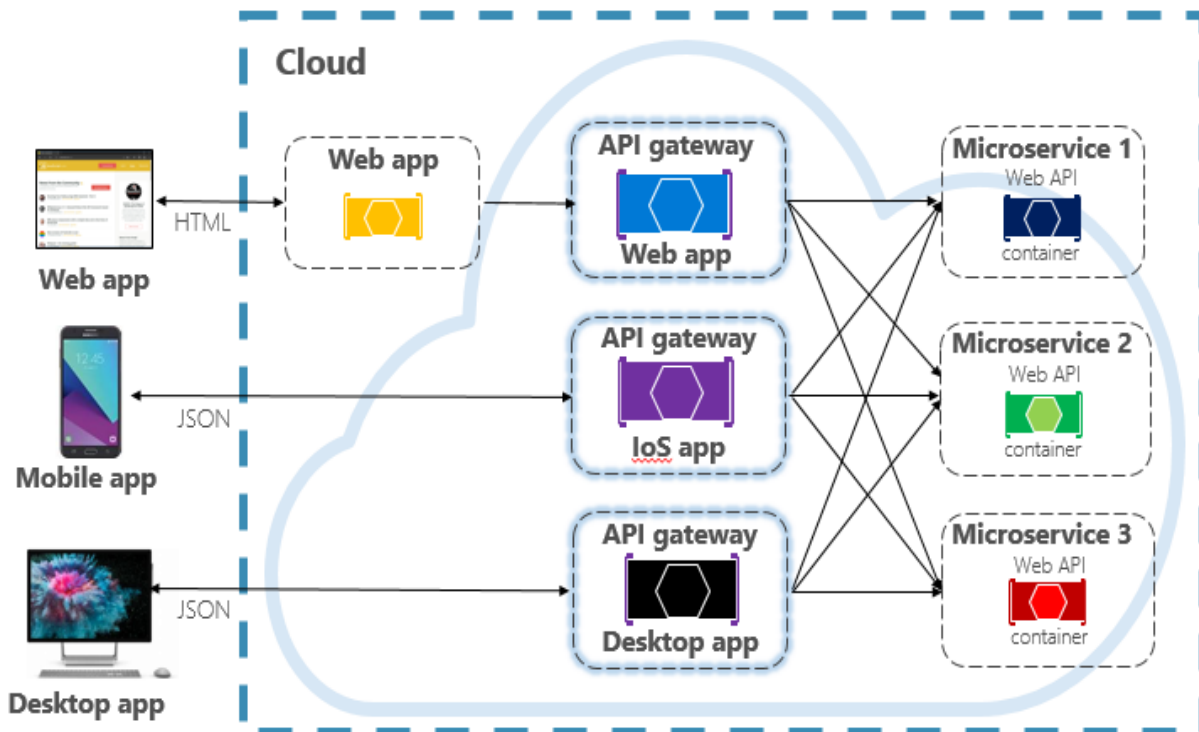 Cloud
Web app
API gateway
Microservice 1
Web API
HTML
Web app
container
Web app
API gateway
Microservice 2
Web API
12:45
JSON
IoS app
container
Mobile app
API gateway
Microservice 3
Web API
JSON
Desktop app
container
Desktop app